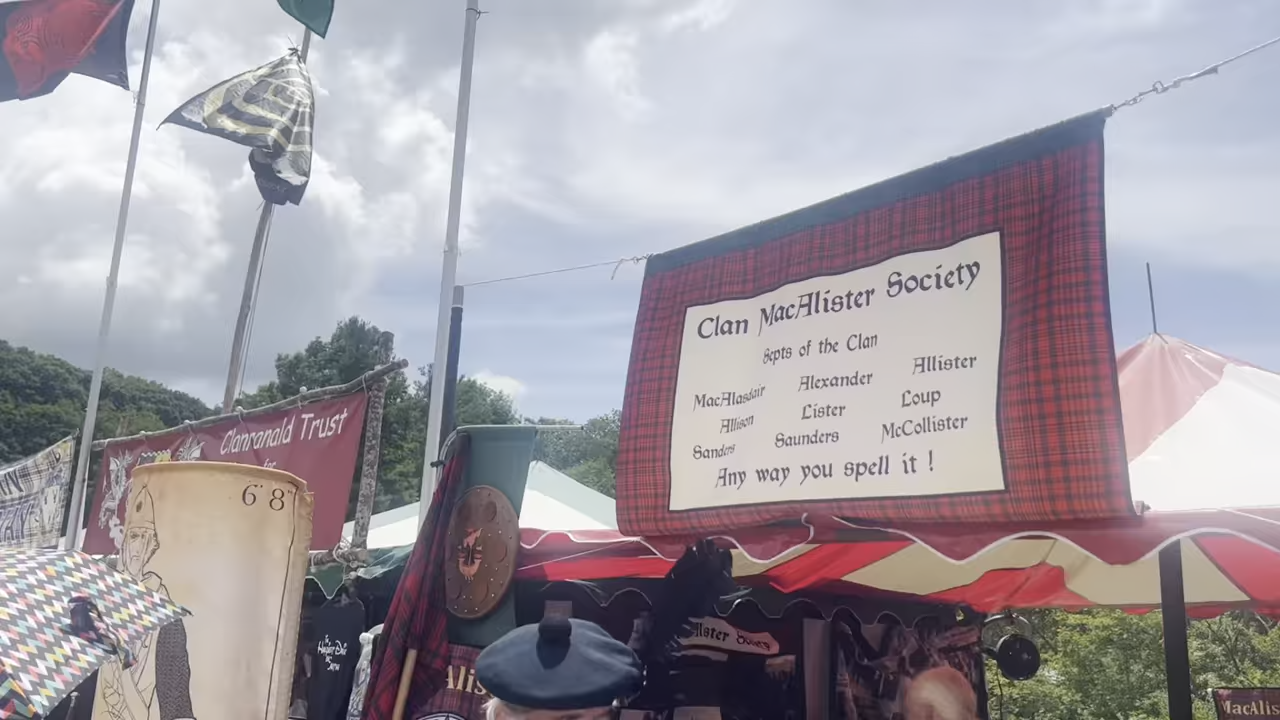 Clan MacAlister Society
Septs of the Clan
MacAlasdair Alexander Allister
Allison Lister Loup
Sanders Saunders McCollister
Any way you spell it !
Clanranald Trust
for
6'8"
MacAlis